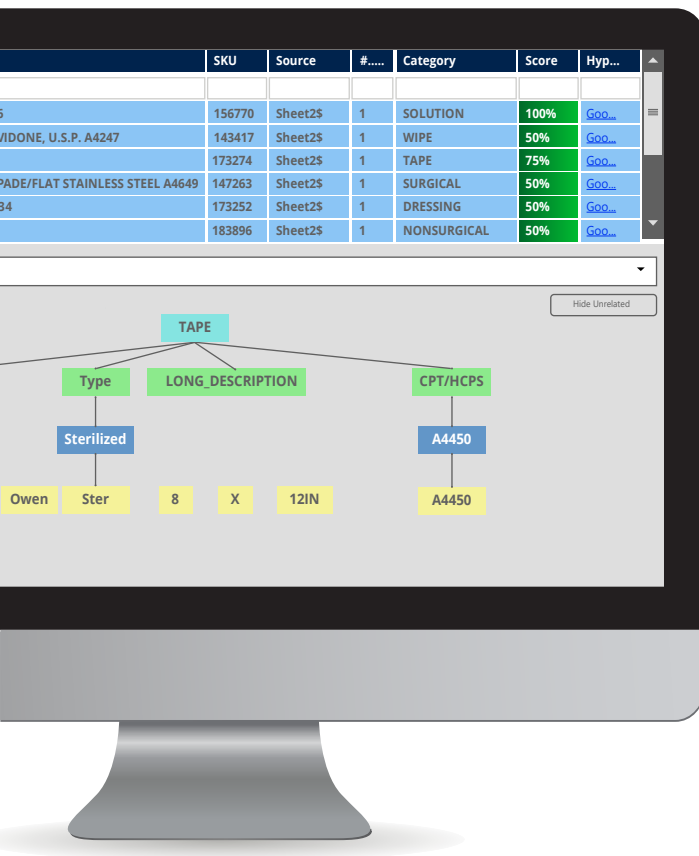 SKU Source #..... Category Score Hyp...
156770 Sheet2$ 1 SOLUTION 100% Goo...
VIDONE, U.S.P. A4247 143417 Sheet2$ 1 WIPE 50% Goo...
173274 Sheet2$ 1 TAPE 75% Goo...
PADE/FLAT STAINLESS STEEL A4649 147263 Sheet2$ 1 SURGICAL 50% Goo...
34 173252 Sheet2$ 1 DRESSING 50% Goo...
183896 Sheet2$ 1 NONSURGICAL 50% Goo...
Hide Unrelated
TAPE
Type LONG_DESCRIPTION CPT/HCPS
Sterilized A4450
Owen Ster 8 X 12IN A4450